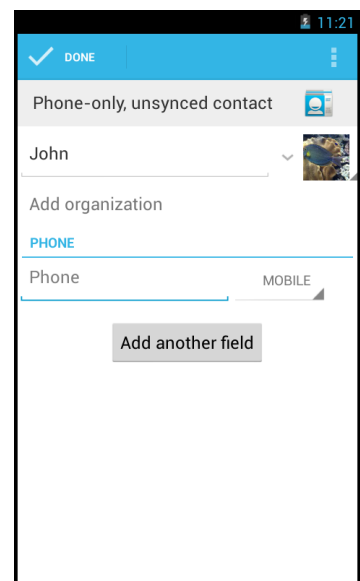 11:21
DONE
Phone-only, unsynced contact
John
Add organization
PHONE
Phone
MOBILE
Add another field